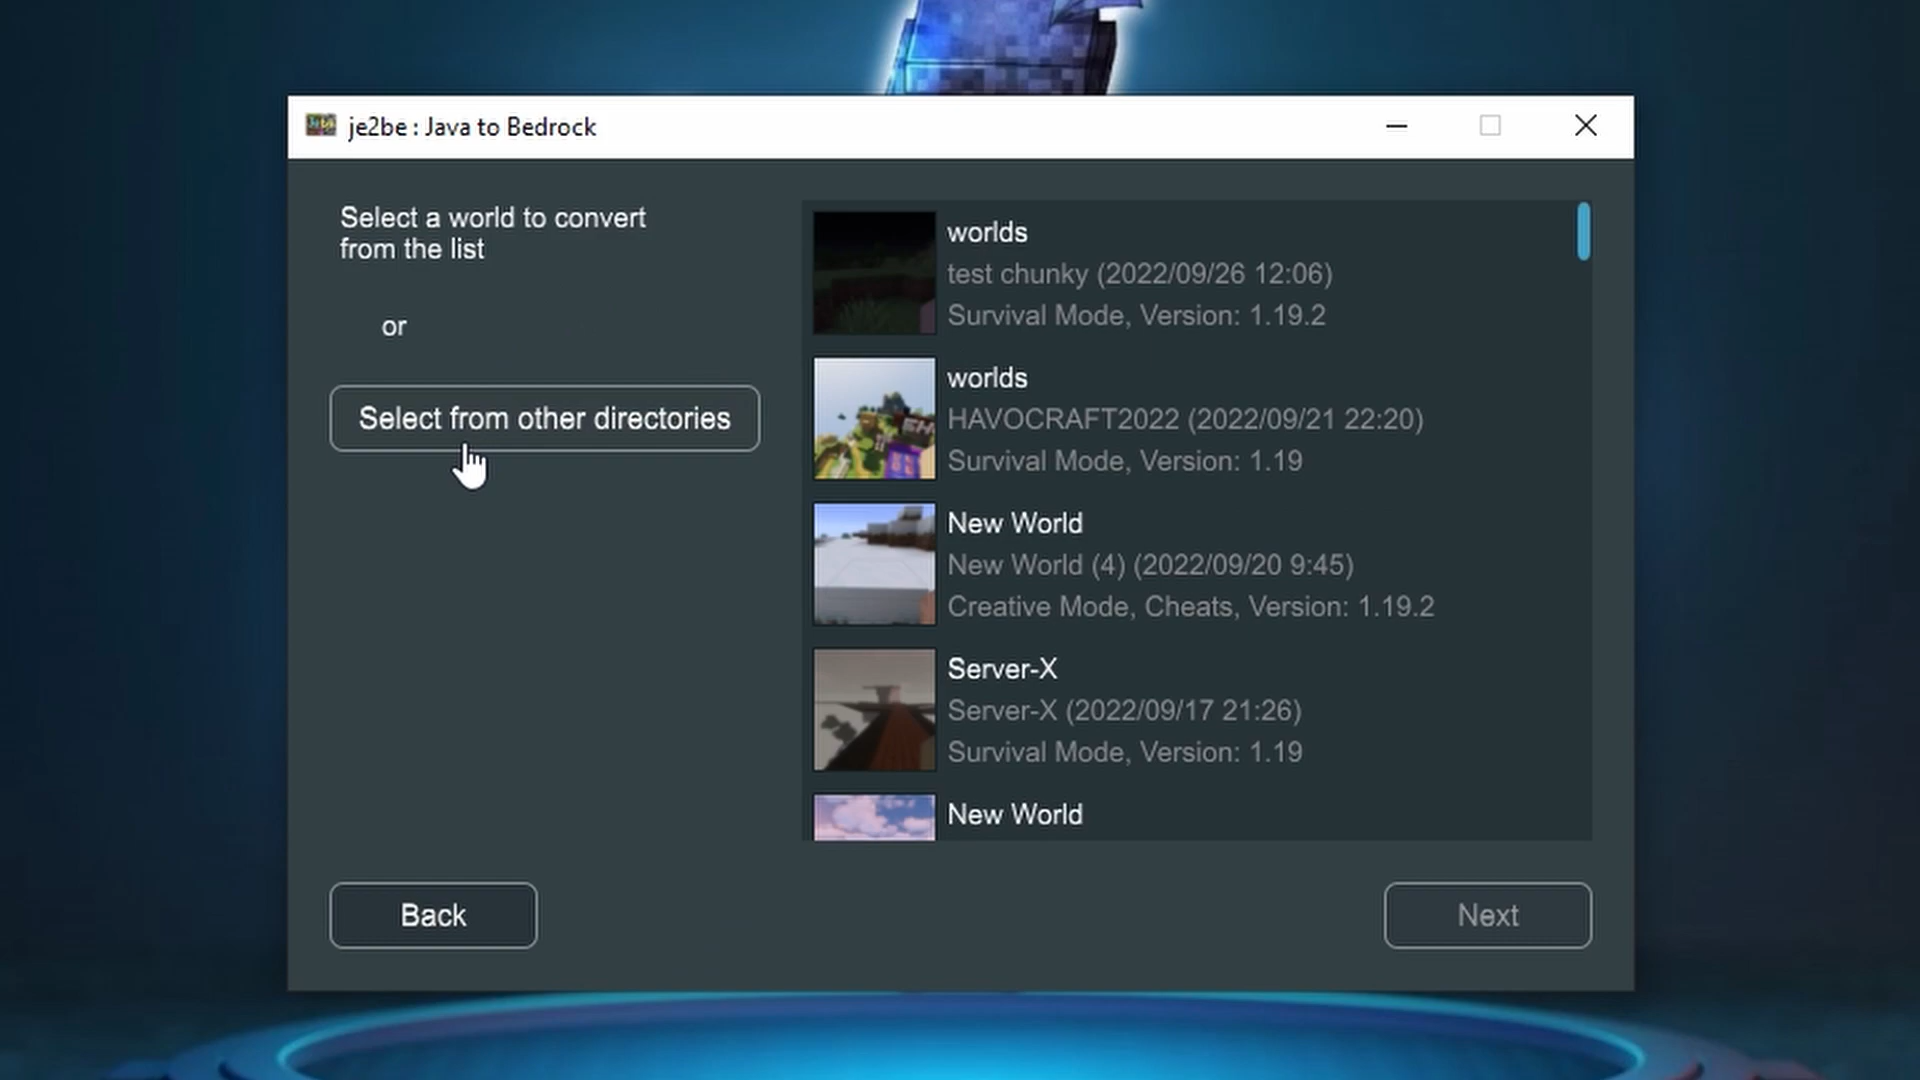 je2be : Java to Bedrock
Select a world to convert
from the list
or
Select from other directories
worlds
test chunky (2022/09/26 12:06)
Survival Mode, Version: 1.19.2
worlds
HAVOCRAFT2022 (2022/09/21 22:20)
Survival Mode, Version: 1.19
New World
New World (4) (2022/09/20 9:45)
Creative Mode, Cheats, Version: 1.19.2
Server-X
Server-X (2022/09/17 21:26)
Survival Mode, Version: 1.19
New World
Back
Next